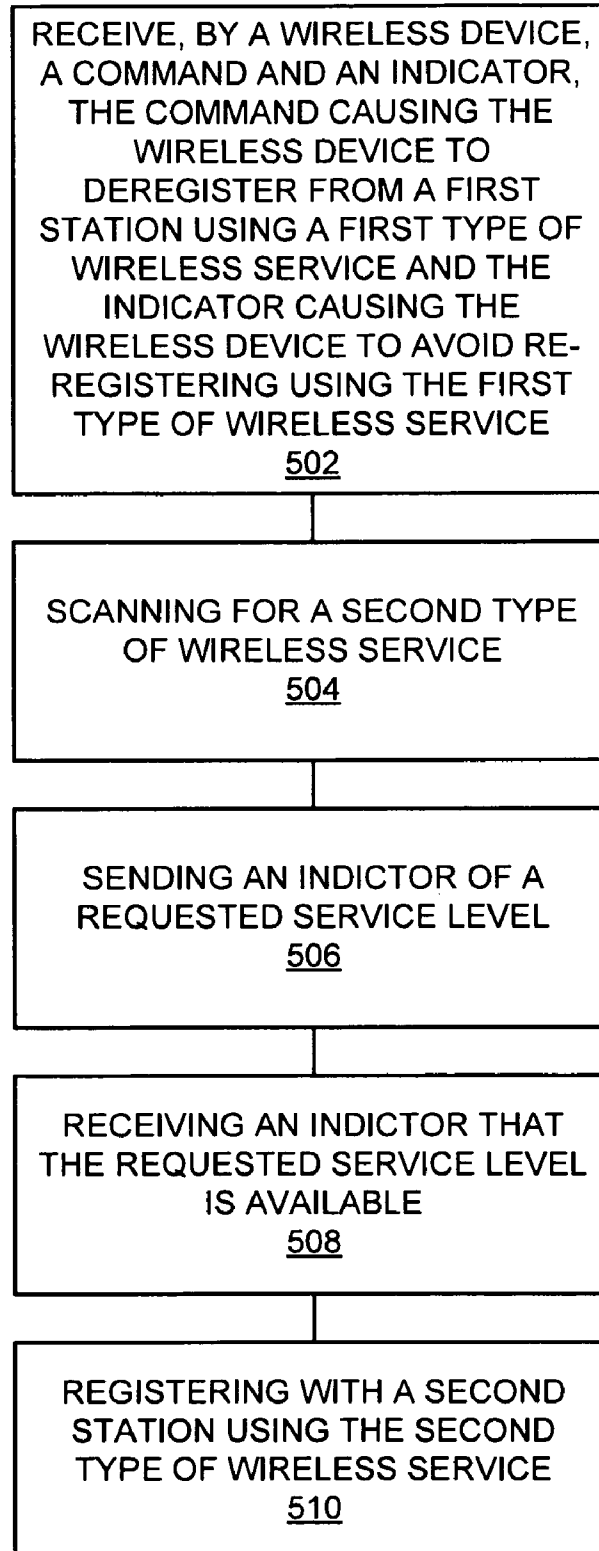 RECEIVE, BY A WIRELESS DEVICE,
A COMMAND AND AN INDICATOR,
THE COMMAND CAUSING THE
WIRELESS DEVICE TO
DEREGISTER FROM A FIRST
STATION USING A FIRST TYPE OF
WIRELESS SERVICE AND THE
INDICATOR CAUSING THE
WIRELESS DEVICE TO AVOID RE-
REGISTERING USING THE FIRST
TYPE OF WIRELESS SERVICE
502
SCANNING FOR A SECOND TYPE
OF WIRELESS SERVICE
504
SENDING AN INDICTOR OF A
REQUESTED SERVICE LEVEL
506
RECEIVING AN INDICTOR THAT
THE REQUESTED SERVICE LEVEL
IS AVAILABLE
508
REGISTERING WITH A SECOND
STATION USING THE SECOND
TYPE OF WIRELESS SERVICE
510